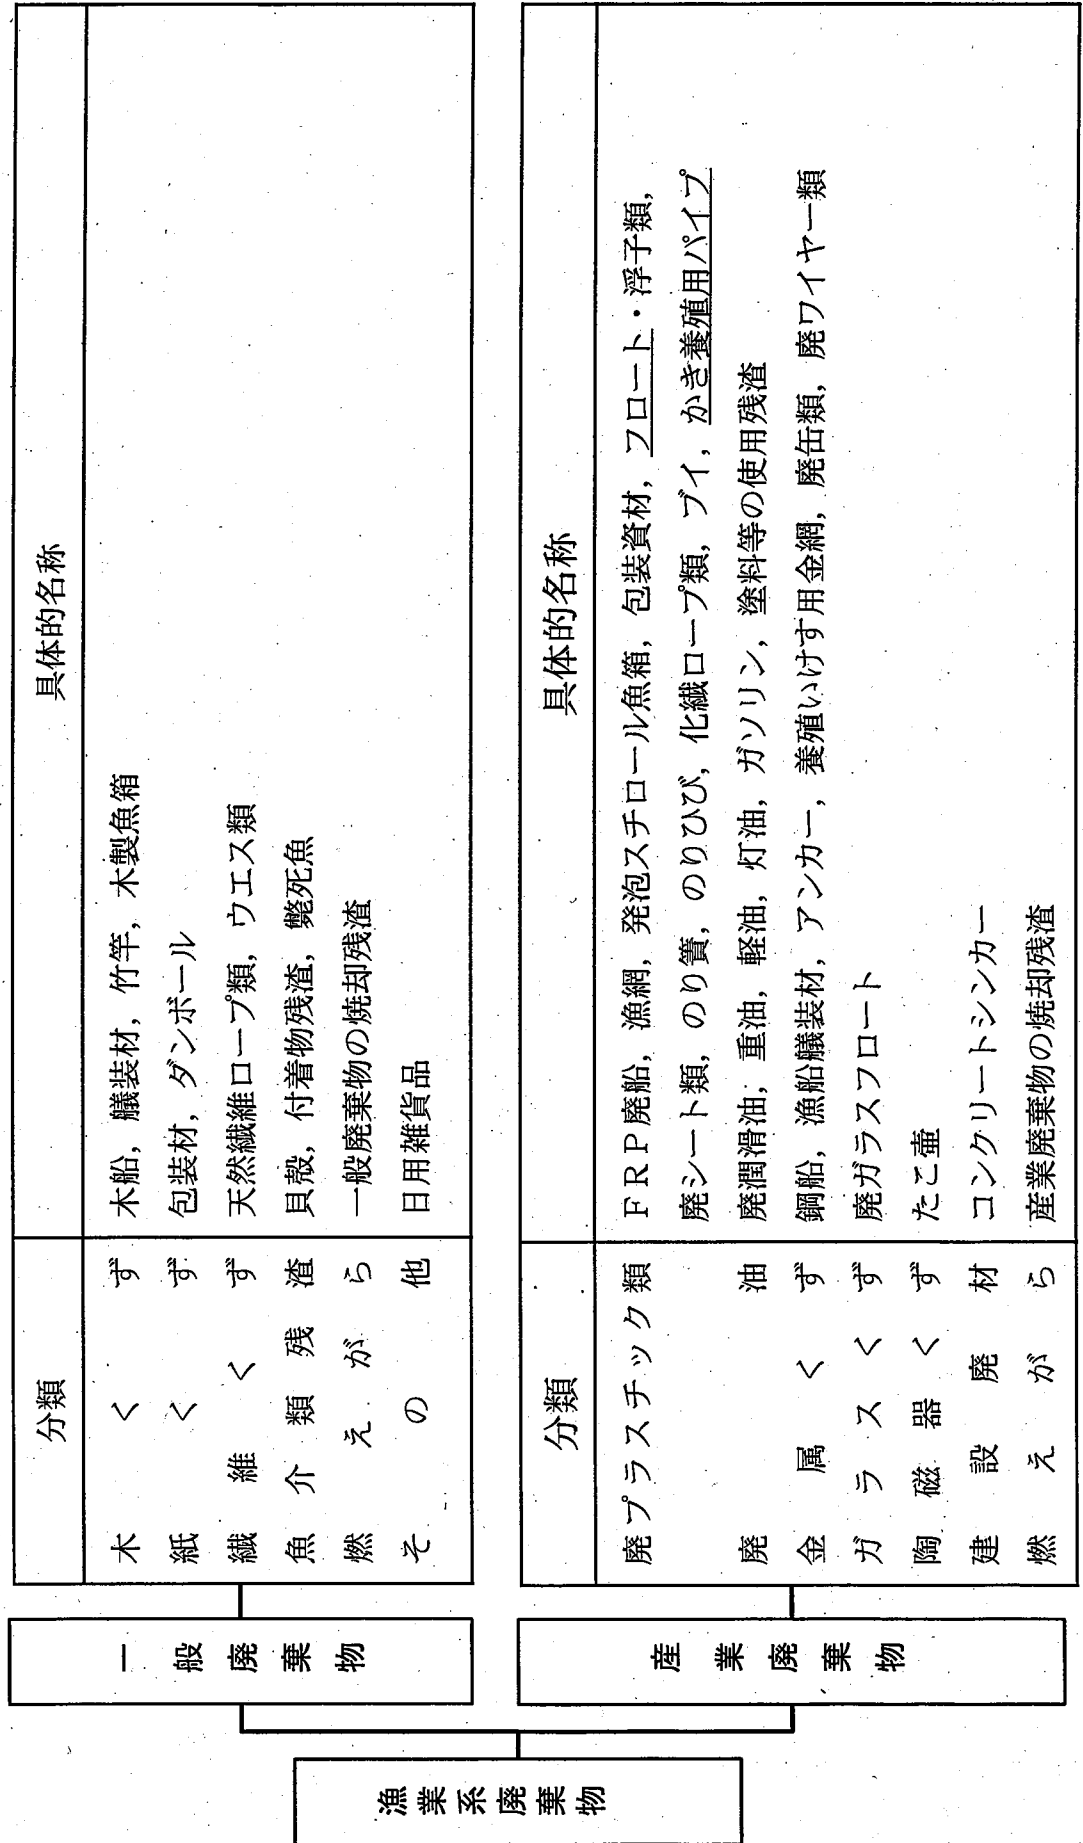 漁業系廃棄物
一般廃棄物
分類 具体的名称
木くず 木船，艤装材，竹竿，木製魚箱
紙くず 包装材，ダンボール
繊維くず 天然繊維ロープ類，ウエス類
魚介類残渣 貝殻，付着物残渣，斃死魚
燃えがら 一般廃棄物の焼却残渣
その他 日用雑貨品
産業廃棄物
分類 具体的名称
廃プラスチック類 ＦＲＰ廃船，漁網，発泡スチロール魚箱，包装資材，フロート・浮子類，
廃シート類，のり簀，のりひび，化繊ロープ類，ブイ，かき養殖用パイプ
廃油 廃潤滑油，重油，軽油，灯油，ガソリン，塗料等の使用残渣
金属くず 鋼船，漁船艤装材，アンカー，養殖いけす用金網，廃缶類，廃ワイヤー類
ガラスくず 廃ガラスフロート
陶磁器くず たこ壷
建設廃材 コンクリートシンカー
燃えがら 産業廃棄物の焼却残渣